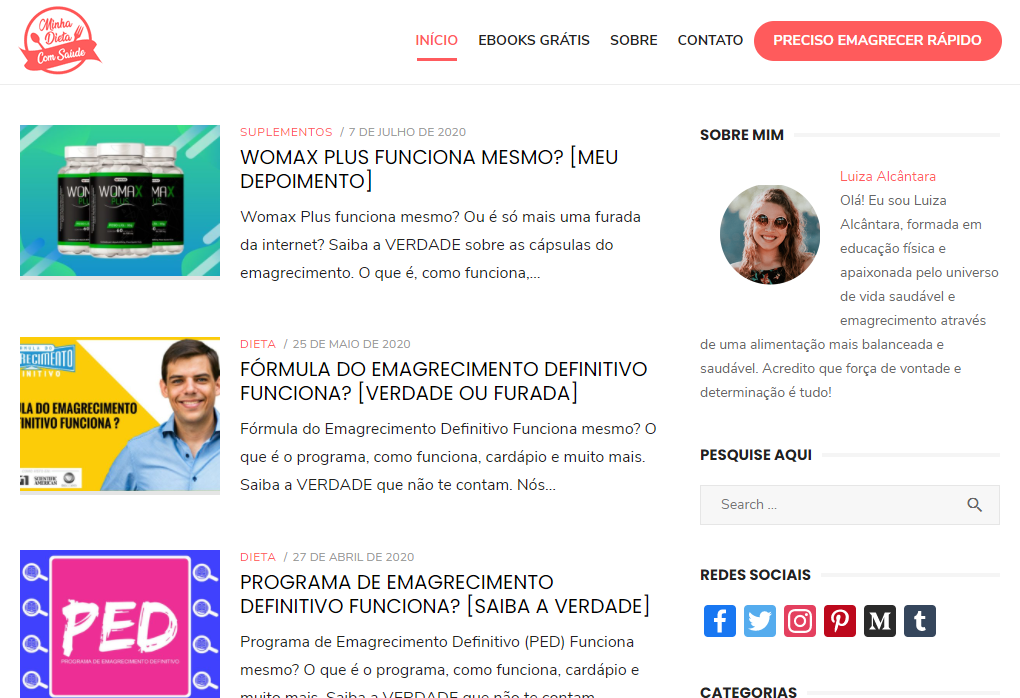 Minha
Dieta
Com Saúde
INÍCIO
EBOOKS GRÁTIS
SOBRE
CONTATO
PRECISO EMAGRECER RÁPIDO
WOMAX
PLUS
SUPLEMENTOS / 7 DE JULHO DE 2020
WOMAX PLUS FUNCIONA MESMO? [MEU
DEPOIMENTO]
Womax Plus funciona mesmo? Ou é só mais uma furada
da internet? Saiba a VERDADE sobre as cápsulas do
emagrecimento. O que é, como funciona,...
LA DO EMAGRECIMENTO
INITIVO FUNCIONA ?
SCIENTIFIC
AMERICAN
DIETA / 25 DE MAIO DE 2020
FÓRMULA DO EMAGRECIMENTO DEFINITIVO
FUNCIONA? [VERDADE OU FURADA]
Fórmula do Emagrecimento Definitivo Funciona mesmo? O
que é o programa, como funciona, cardápio e muito mais.
Saiba a VERDADE que não te contam. Nós...
PED
PROGRAMA DE EMAGRECIMENTO DEFINITIVO
DIETA / 27 DE ABRIL DE 2020
PROGRAMA DE EMAGRECIMENTO
DEFINITIVO FUNCIONA? [SAIBA A VERDADE]
Programa de Emagrecimento Definitivo (PED) Funciona
mesmo? O que é o programa, como funciona, cardápio e
muito mais. Saiba a VERDADE que não te contam.
SOBRE MIM
Luiza Alcântara
Olá! Eu sou Luiza
Alcântara, formada em
educação física e
apaixonada pelo universo
de vida saudável e
emagrecimento através
de uma alimentação mais balanceada e
saudável. Acredito que força de vontade e
determinação é tudo!
PESQUISE AQUI
Search ...
REDES SOCIAIS
CATEGORIAS